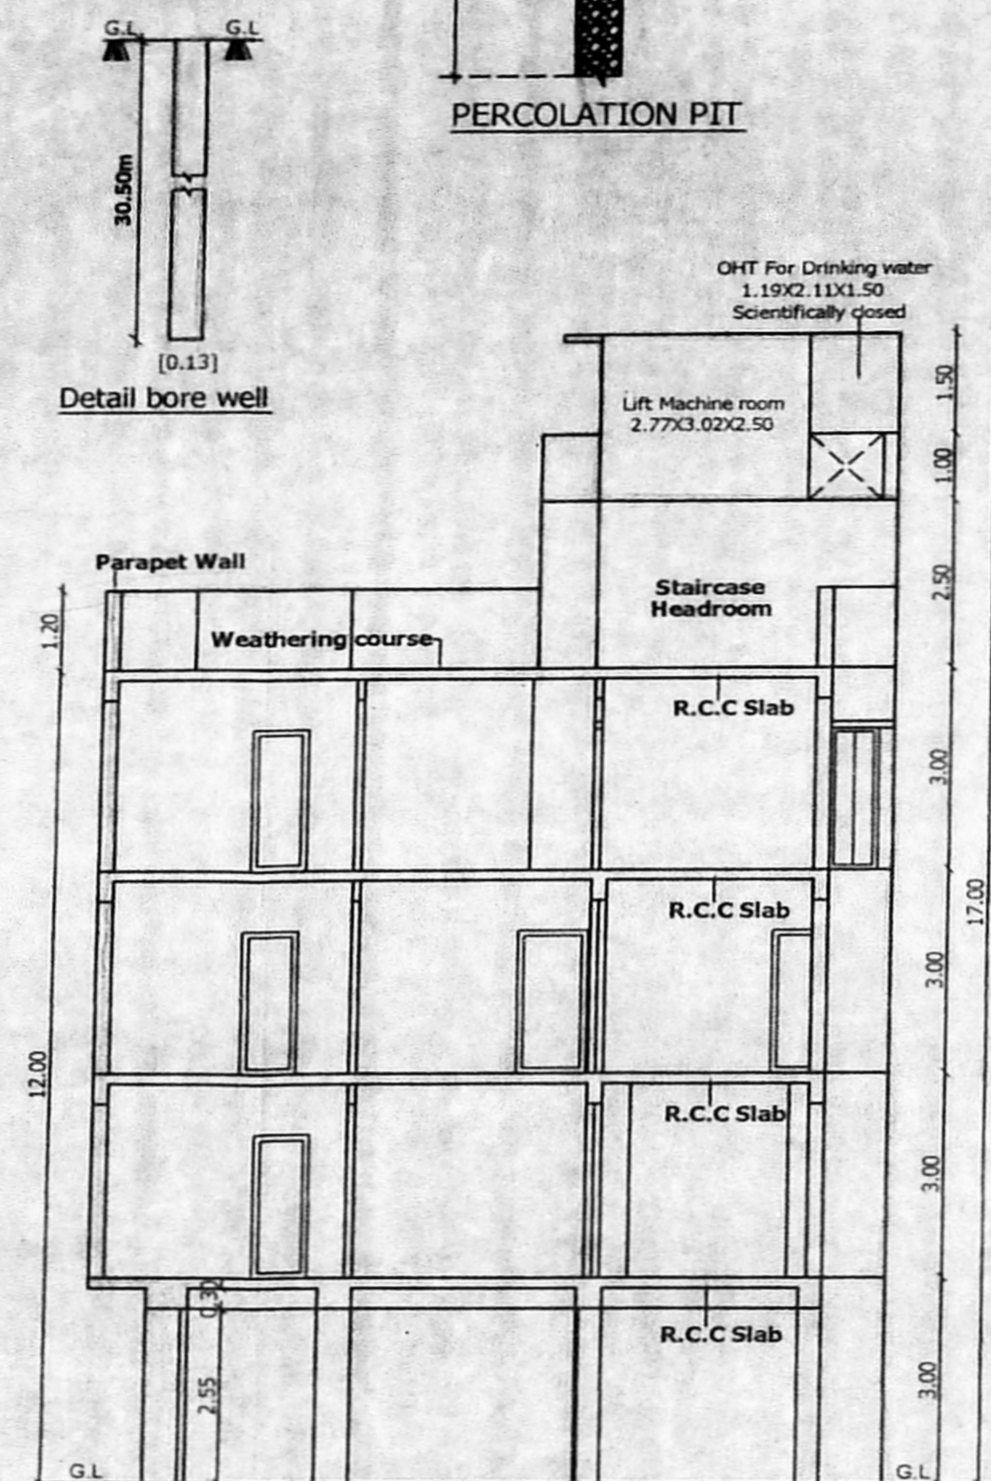 G.L
G.L
30.50m
[0.13]
Detail bore well
PERCOLATION PIT
OHT For Drinking water
1.19X2.11X1.50
Scientifically closed
Lift Machine room
2.77X3.02X2.50
1.50
1.00
2.50
Parapet Wall
Staircase
Headroom
1.20
Weathering course
R.C.C Slab
3.00
R.C.C Slab
17.00
3.00
12.00
R.C.C Slab
3.00
0.30
R.C.C Slab
2.55
3.00
G.L
G.L